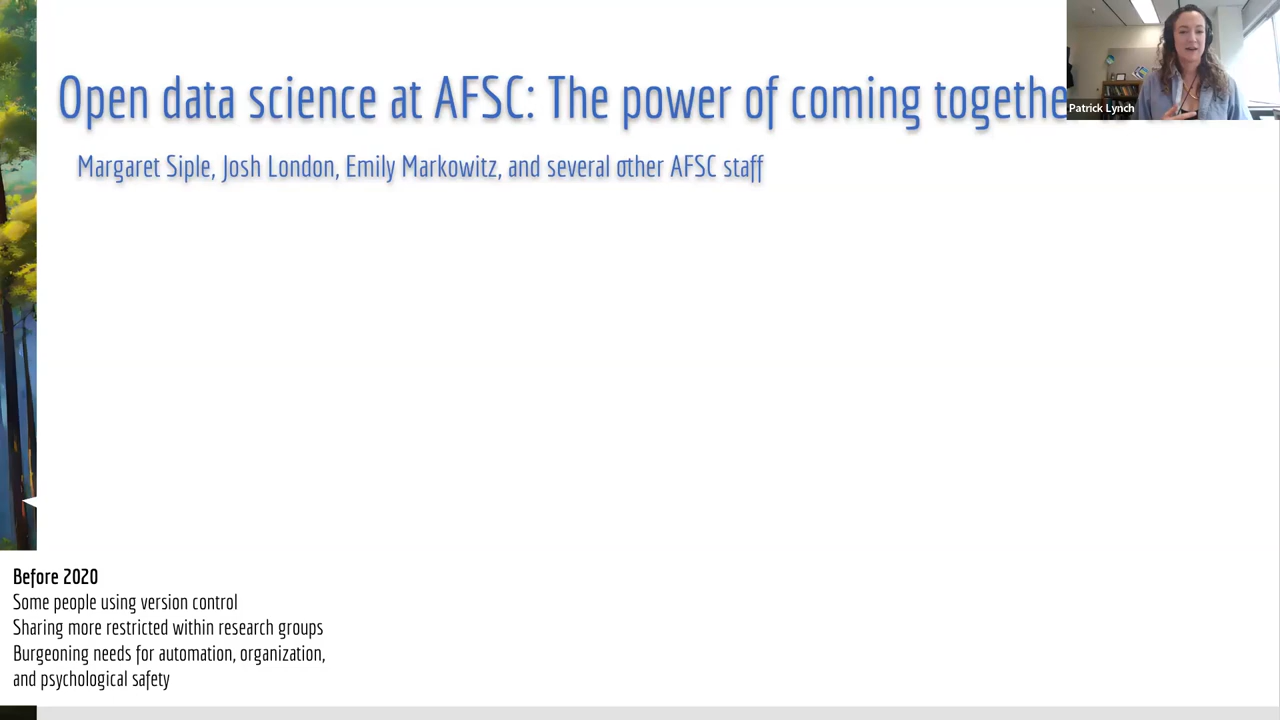 Open data science at AFSC: The power of coming togethe
Patrick Lynch
Margaret Siple, Josh London, Emily Markowitz, and several other AFSC staff
Before 2020
Some people using version control
Sharing more restricted within research groups
Burgeoning needs for automation, organization,
and psychological safety